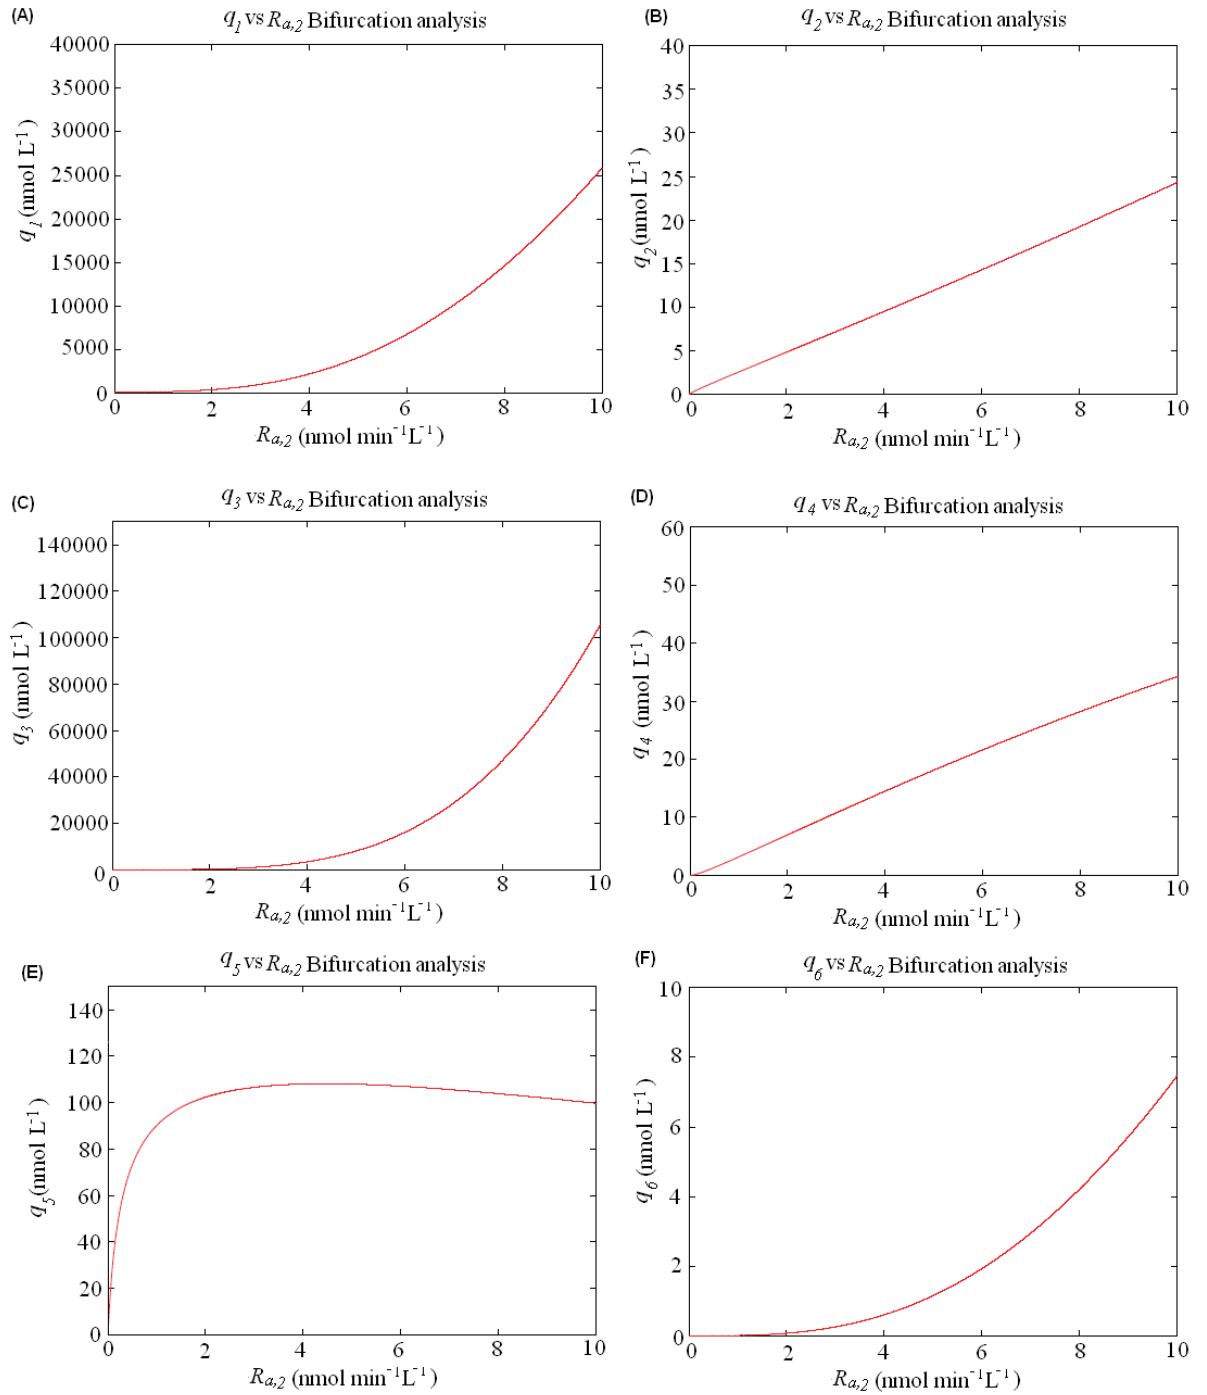 (A)
q1 vs Ra,2 Bifurcation analysis
40000
35000
30000
25000
20000
15000
10000
5000
0
q1 (nmol L-1)
0 2 4 6 8 10
Ra,2 (nmol min-1L-1)
(B)
q2 vs Ra,2 Bifurcation analysis
40
35
30
25
20
15
10
5
0
q2 (nmol L-1)
0 2 4 6 8 10
Ra,2 (nmol min-1L-1)
(C)
q3 vs Ra,2 Bifurcation analysis
140000
120000
100000
80000
60000
40000
20000
0
q3 (nmol L-1)
0 2 4 6 8 10
Ra,2 (nmol min-1L-1)
(D)
q4 vs Ra,2 Bifurcation analysis
60
50
40
30
20
10
0
q4 (nmol L-1)
0 2 4 6 8 10
Ra,2 (nmol min-1L-1)
(E)
q5 vs Ra,2 Bifurcation analysis
140
120
100
80
60
40
20
0
q5 (nmol L-1)
0 2 4 6 8 10
Ra,2 (nmol min-1L-1)
(F)
q6 vs Ra,2 Bifurcation analysis
10
8
6
4
2
0
q6 (nmol L-1)
0 2 4 6 8 10
Ra,2 (nmol min-1L-1)